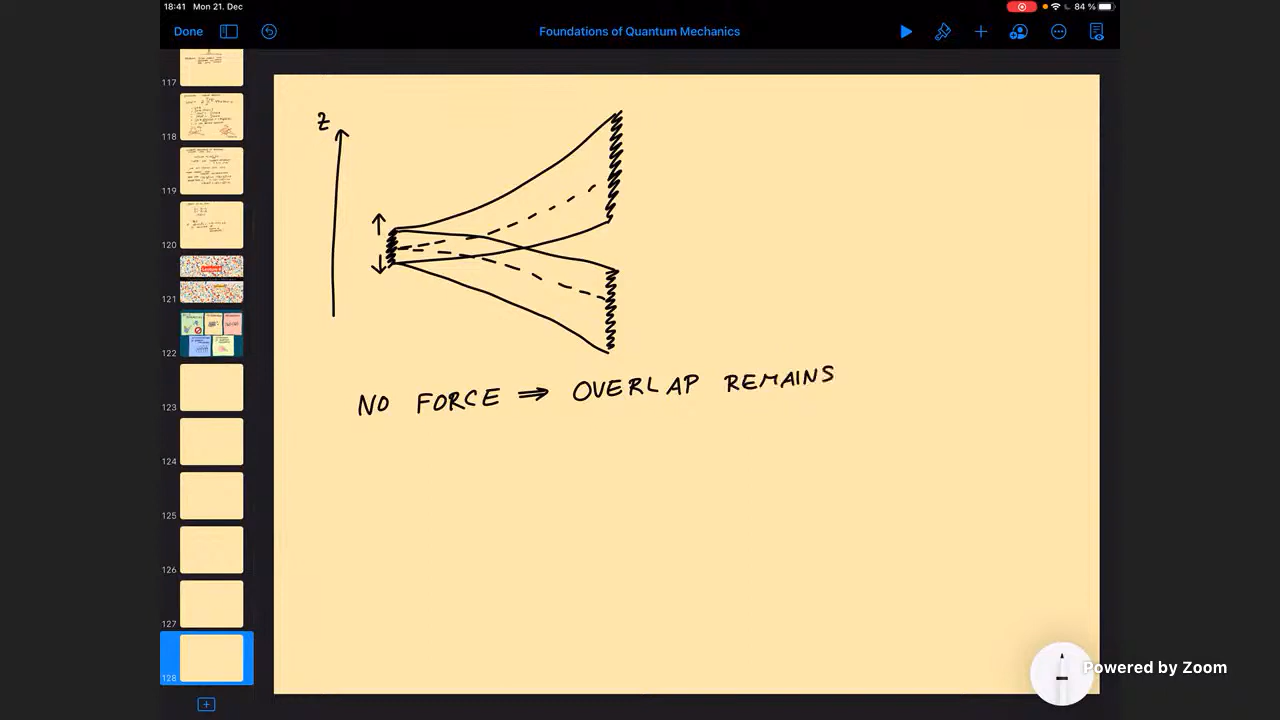 18:41 Mon 21. Dec
84 %
Done
Foundations of Quantum Mechanics
117
118
119
120
121
122
123
124
125
126
127
128
Z
NO FORCE ⇒ OVERLAP REMAINS
Powered by Zoom